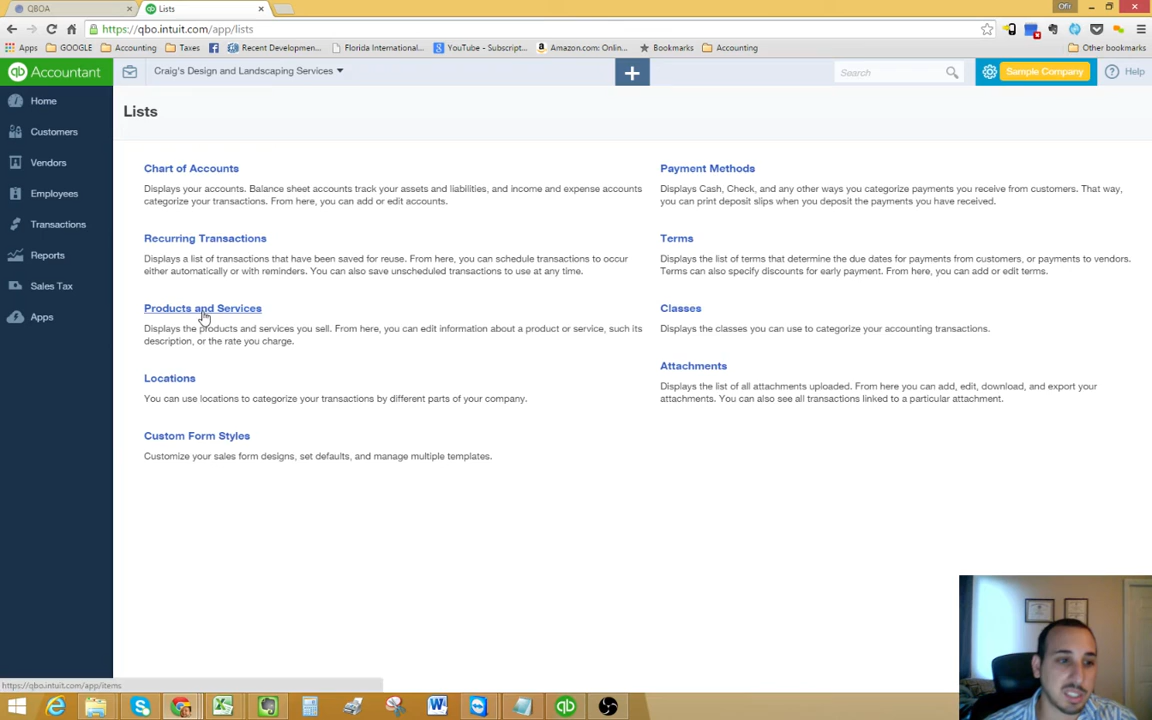 QBOA
Lists
Ofir
https://qbo.intuit.com/app/lists
Apps GOOGLE Accounting Taxes Recent Developmen... Florida International... YouTube - Subscript... Amazon.com: Onlin... Bookmarks Accounting Other bookmarks
qb Accountant
Craig's Design and Landscaping Services
+
Search
Sample Company
? Help
Home
Customers
Vendors
Employees
Transactions
Reports
Sales Tax
Apps
Lists
Chart of Accounts
Displays your accounts. Balance sheet accounts track your assets and liabilities, and income and expense accounts
categorize your transactions. From here, you can add or edit accounts.
Recurring Transactions
Displays a list of transactions that have been saved for reuse. From here, you can schedule transactions to occur
either automatically or with reminders. You can also save unscheduled transactions to use at any time.
Products and Services
Displays the products and services you sell. From here, you can edit information about a product or service, such its
description, or the rate you charge.
Locations
You can use locations to categorize your transactions by different parts of your company.
Custom Form Styles
Customize your sales form designs, set defaults, and manage multiple templates.
Payment Methods
Displays Cash, Check, and any other ways you categorize payments you receive from customers. That way,
you can print deposit slips when you deposit the payments you have received.
Terms
Displays the list of terms that determine the due dates for payments from customers, or payments to vendors.
Terms can also specify discounts for early payment. From here, you can add or edit terms.
Classes
Displays the classes you can use to categorize your accounting transactions.
Attachments
Displays the list of all attachments uploaded. From here you can add, edit, download, and export your
attachments. You can also see all transactions linked to a particular attachment.
https://qbo.intuit.com/app/items